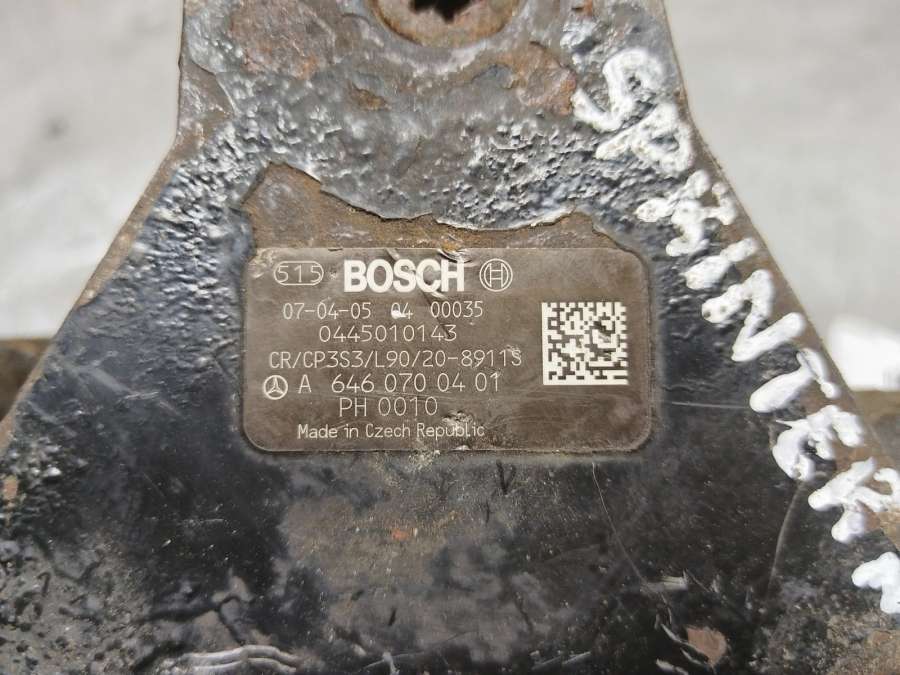 515 BOSCH
07-04-05 04 00035
0445010143
CR/CP3S3/L90/20-8911S
A 646 070 04 01
PH 0010
Made in Czech Republic
SPRINTER